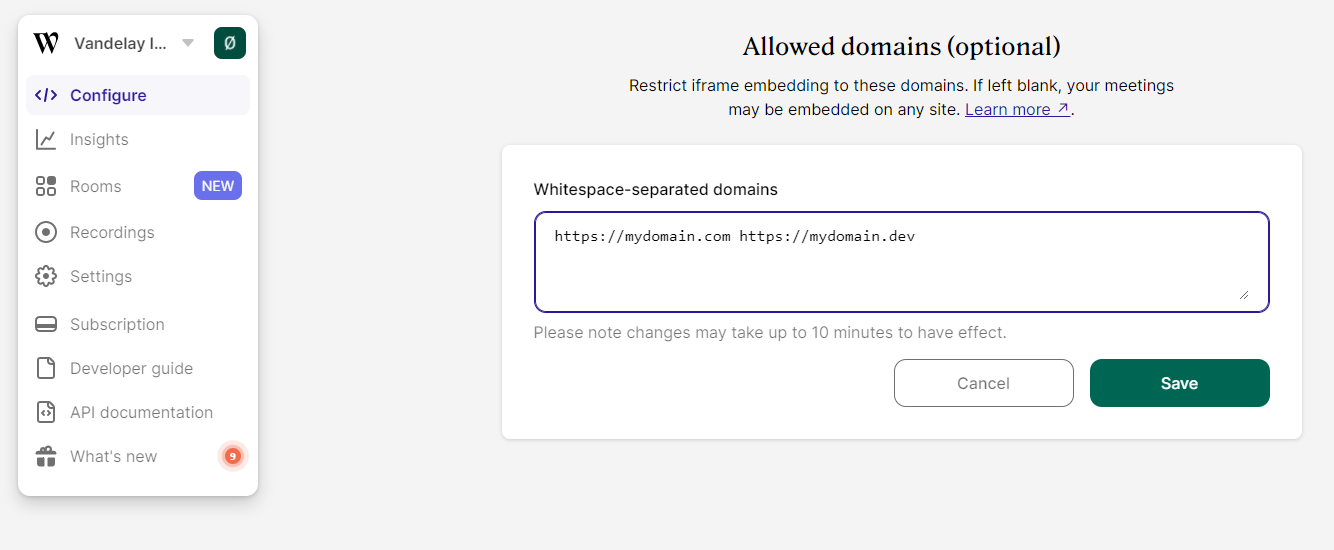 W Vandelay I... Ø
Configure
Insights
Rooms NEW
Recordings
Settings
Subscription
Developer guide
API documentation
What's new 9
Allowed domains (optional)
Restrict iframe embedding to these domains. If left blank, your meetings
may be embedded on any site. Learn more ↗.
Whitespace-separated domains
https://mydomain.com https://mydomain.dev
Please note changes may take up to 10 minutes to have effect.
Cancel Save